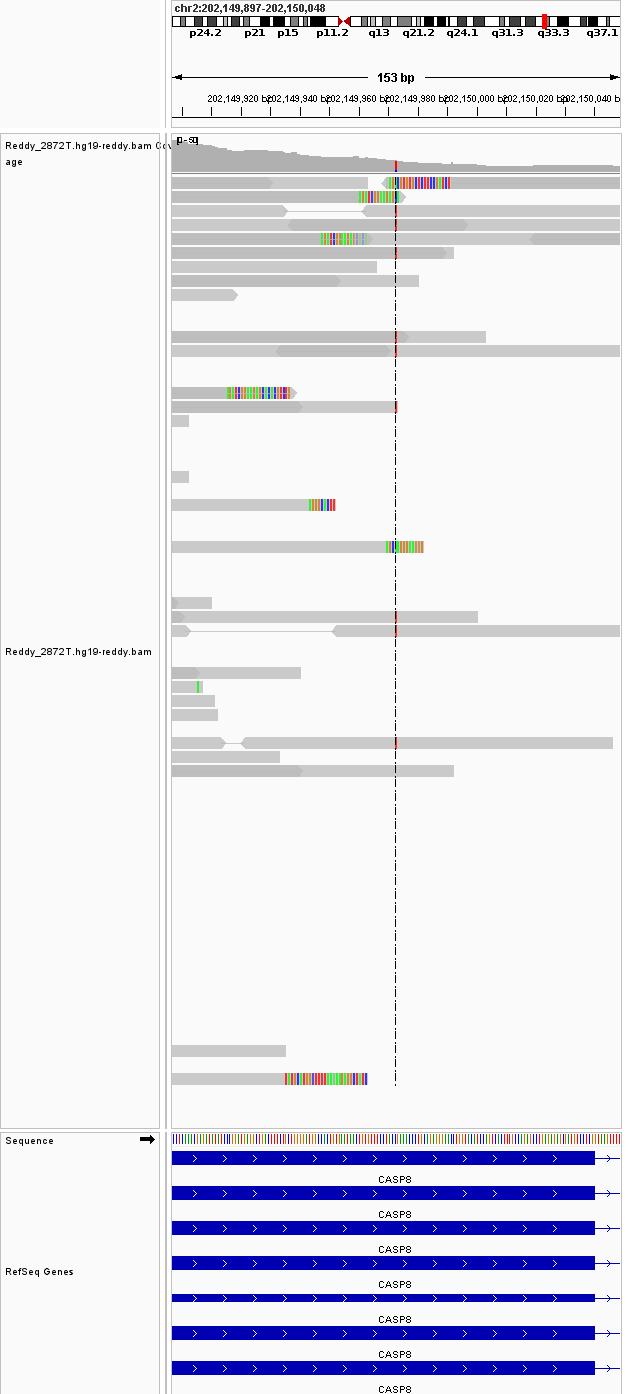 chr2:202,149,897-202,150,048
p24.2 p21 p15 p11.2 q13 q21.2 q24.1 q31.3 q33.3 q37.1
153 bp
202,149,920 bp 202,149,940 bp 202,149,960 bp 202,149,980 bp 202,150,000 bp 202,150,020 bp 202,150,040 bp
Reddy_2872T.hg19-reddy.bam Cov
age
Reddy_2872T.hg19-reddy.bam
Sequence
CASP8
CASP8
CASP8
RefSeq Genes
CASP8
CASP8
CASP8
CASP8